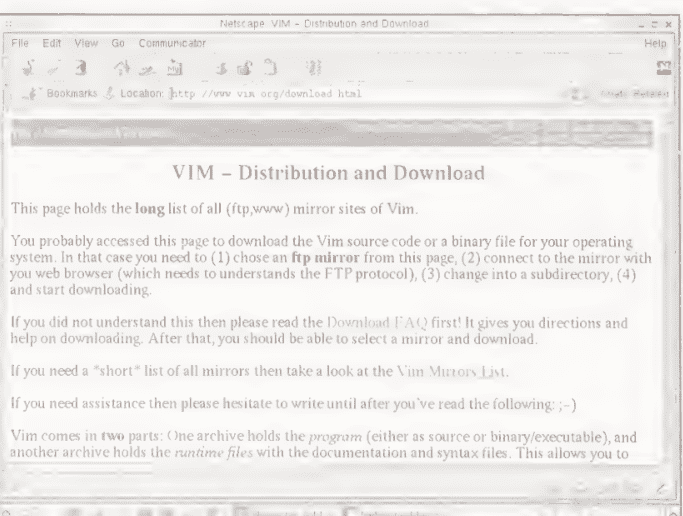 Netscape: VIM – Distribution and Download
File Edit View Go Communicator Help
Bookmarks Location: http://www.vim.org/download.html
VIM – Distribution and Download
This page holds the long list of all (ftp,www) mirror sites of Vim.
You probably accessed this page to download the Vim source code or a binary file for your operating
system. In that case you need to (1) chose an ftp mirror from this page, (2) connect to the mirror with
you web browser (which needs to understands the FTP protocol), (3) change into a subdirectory, (4)
and start downloading.
If you did not understand this then please read the Download FAQ first! It gives you directions and
help on downloading. After that, you should be able to select a mirror and download.
If you need a *short* list of all mirrors then take a look at the Vim Mirrors List.
If you need assistance then please hesitate to write until after you've read the following: ;-)
Vim comes in two parts: One archive holds the program (either as source or binary/executable), and
another archive holds the runtime files with the documentation and syntax files. This allows you to